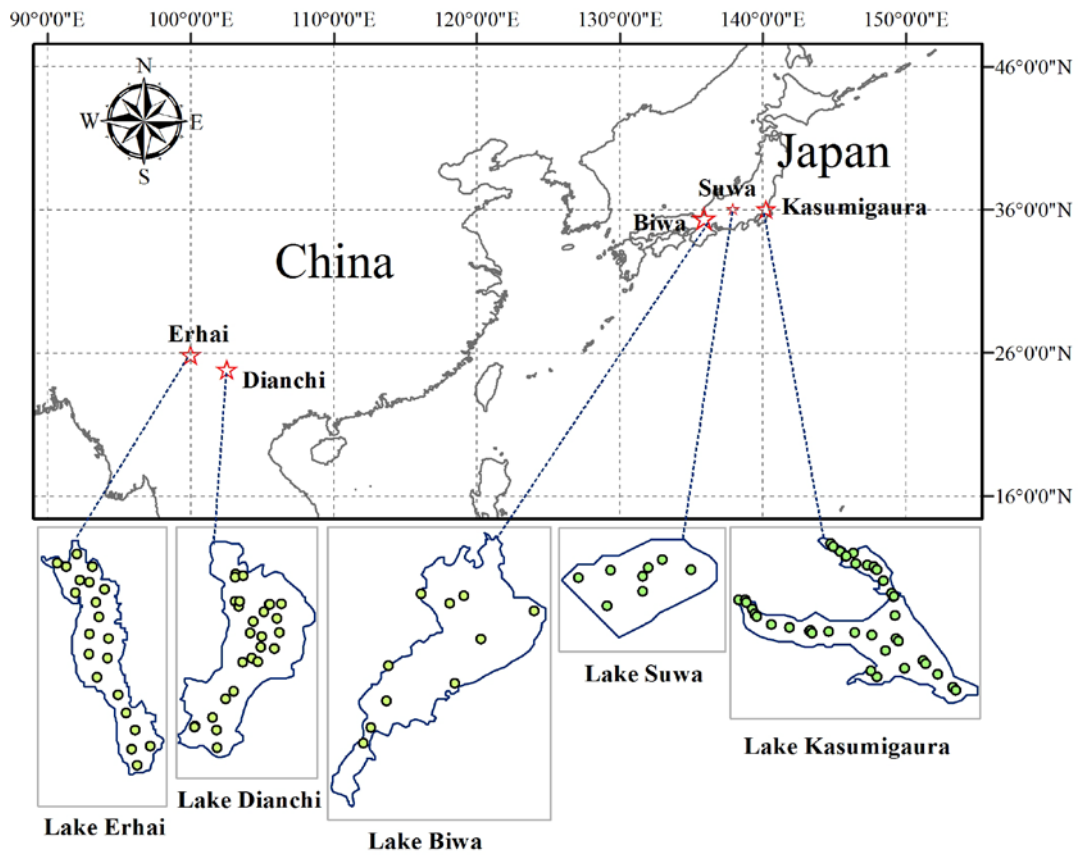 90°0'0"E 100°0'0"E 110°0'0"E 120°0'0"E 130°0'0"E 140°0'0"E 150°0'0"E
46°0'0"N
N
W E
S
Japan
Suwa
36°0'0"N
Kasumigaura
Biwa
China
Erhai
26°0'0"N
Dianchi
16°0'0"N
Lake Suwa
Lake Kasumigaura
Lake Dianchi
Lake Erhai
Lake Biwa